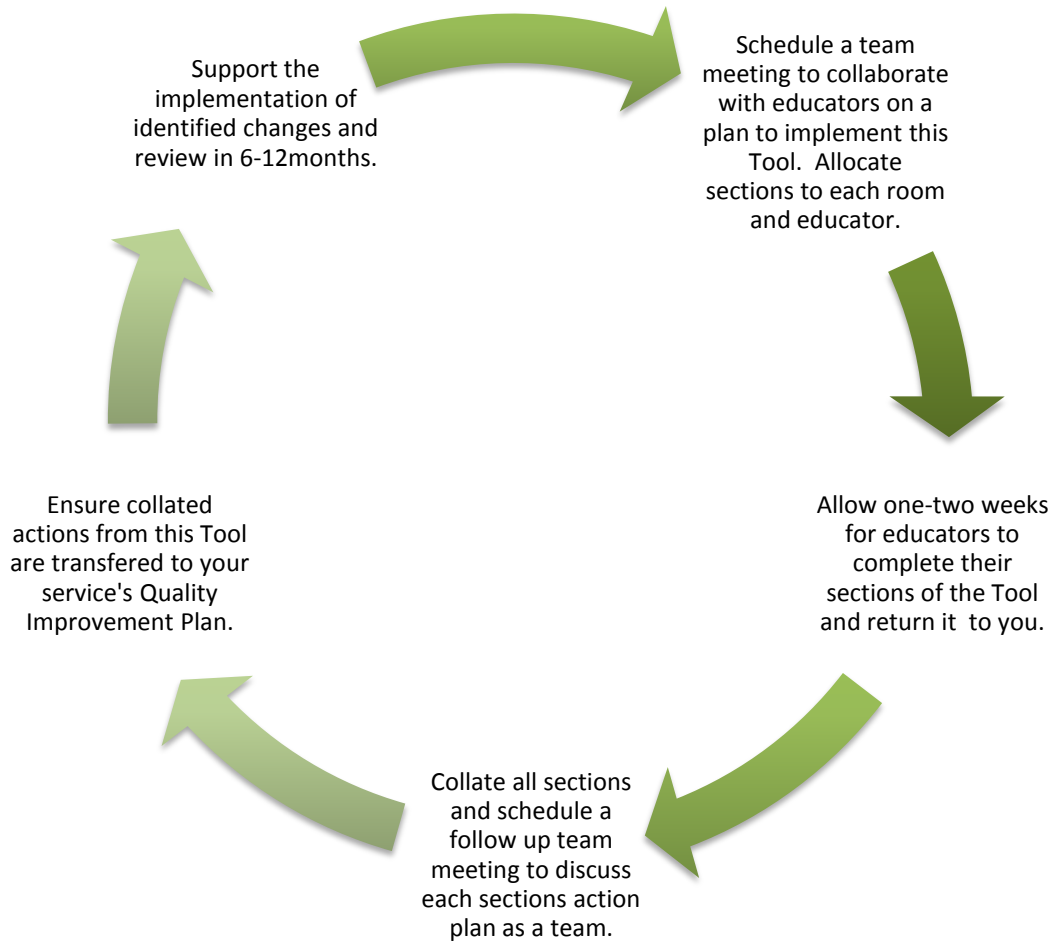 Support the
implementation of
identified changes and
review in 6-12months.
Schedule a team
meeting to collaborate
with educators on a
plan to implement this
Tool.  Allocate
sections to each room
and educator.
Allow one-two weeks
for educators to
complete their
sections of the Tool
and return it  to you.
Collate all sections
and schedule a
follow up team
meeting to discuss
each sections action
plan as a team.
Ensure collated
actions from this Tool
are transfered to your
service's Quality
Improvement Plan.